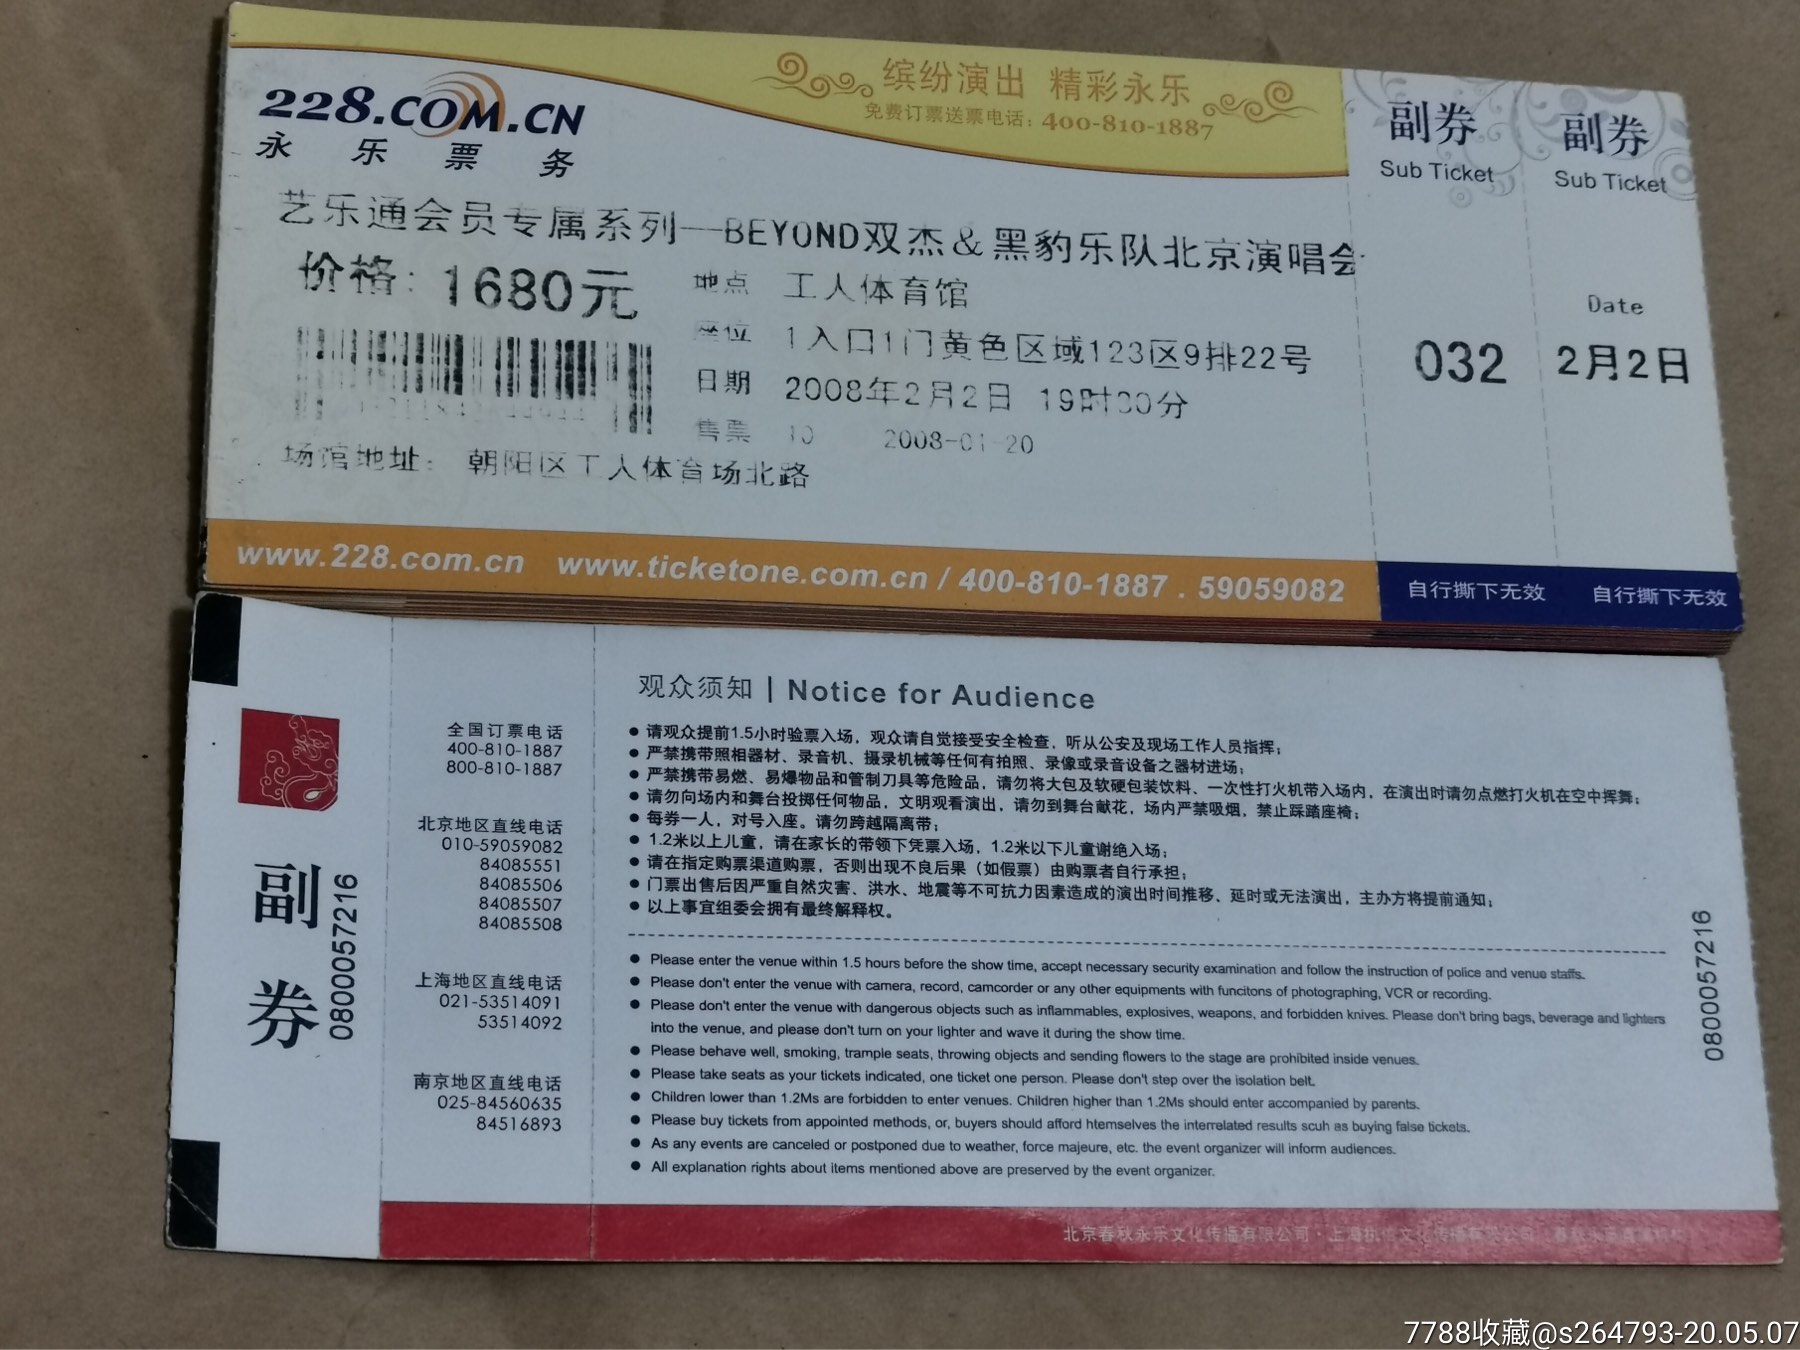 228.COM.CN
永乐票务
缤纷演出 精彩永乐
免费订票送票电话：400-810-1887
副券
Sub Ticket
副券
Sub Ticket
艺乐通会员专属系列—BEYOND双杰&黑豹乐队北京演唱会
价格：1680元
地点 工人体育馆
座位 1入口1门黄色区域123区9排22号
日期 2008年2月2日 19时30分
售票 10 2008-01-20
场馆地址： 朝阳区工人体育场北路
032
Date
2月2日
www.228.com.cn www.ticketone.com.cn / 400-810-1887 . 59059082
自行撕下无效
自行撕下无效
副券
0800057216
全国订票电话
400-810-1887
800-810-1887
北京地区直线电话
010-59059082
84085551
84085506
84085507
84085508
上海地区直线电话
021-53514091
53514092
南京地区直线电话
025-84560635
84516893
观众须知 | Notice for Audience
● 请观众提前1.5小时验票入场，观众请自觉接受安全检查，听从公安及现场工作人员指挥；
● 严禁携带照相器材、录音机、摄录机械等任何有拍照、录像或录音设备之器材进场；
● 严禁携带易燃、易爆物品和管制刀具等危险品，请勿将大包及软硬包装饮料、一次性打火机带入场内，在演出时请勿点燃打火机在空中挥舞；
● 请勿向场内和舞台投掷任何物品，文明观看演出，请勿到舞台献花，场内严禁吸烟，禁止踩踏座椅；
● 每券一人，对号入座。请勿跨越隔离带；
● 1.2米以上儿童，请在家长的带领下凭票入场，1.2米以下儿童谢绝入场；
● 请在指定购票渠道购票，否则出现不良后果（如假票）由购票者自行承担；
● 门票出售后因严重自然灾害、洪水、地震等不可抗力因素造成的演出时间推移、延时或无法演出，主办方将提前通知；
● 以上事宜组委会拥有最终解释权。
● Please enter the venue within 1.5 hours before the show time, accept necessary security examination and follow the instruction of police and venue staffs.
● Please don't enter the venue with camera, record, camcorder or any other equipments with funcitons of photographing, VCR or recording.
● Please don't enter the venue with dangerous objects such as inflammables, explosives, weapons, and forbidden knives. Please don't bring bags, beverage and lighters
into the venue, and please don't turn on your lighter and wave it during the show time.
● Please behave well, smoking, trample seats, throwing objects and sending flowers to the stage are prohibited inside venues.
● Please take seats as your tickets indicated, one ticket one person. Please don't step over the isolation belt.
● Children lower than 1.2Ms are forbidden to enter venues. Children higher than 1.2Ms should enter accompanied by parents.
● Please buy tickets from appointed methods, or, buyers should afford htemselves the interrelated results scuh as buying false tickets.
● As any events are canceled or postponed due to weather, force majeure, etc. the event organizer will inform audiences.
● All explanation rights about items mentioned above are preserved by the event organizer.
0800057216
北京春秋永乐文化传播有限公司·上海
7788收藏@s264793-20.05.07